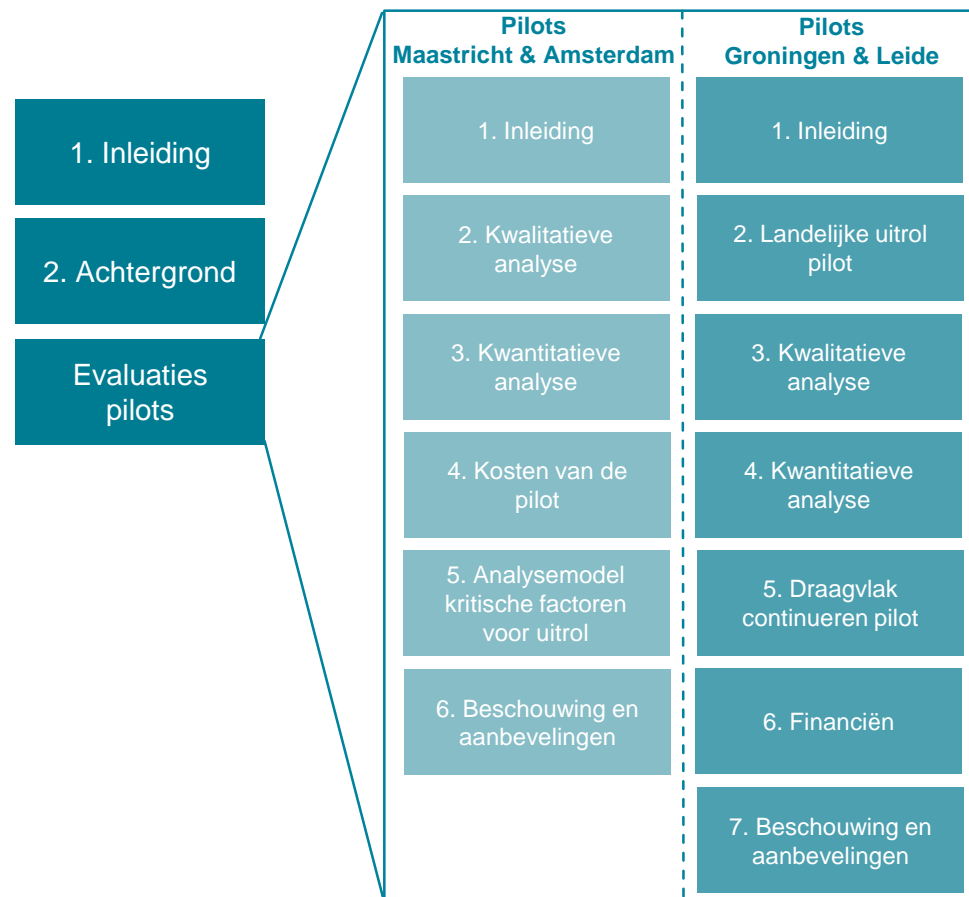 1. Inleiding
2. Achtergrond
Evaluaties
pilots
Pilots
Maastricht & Amsterdam
1. Inleiding
2. Kwalitatieve
analyse
3. Kwantitatieve
analyse
4. Kosten van de
pilot
5. Analysemodel
kritische factoren
voor uitrol
6. Beschouwing en
aanbevelingen
Pilots
Groningen & Leide
1. Inleiding
2. Landelijke uitrol
pilot
3. Kwalitatieve
analyse
4. Kwantitatieve
analyse
5. Draagvlak
continueren pilot
6. Financiën
7. Beschouwing en
aanbevelingen